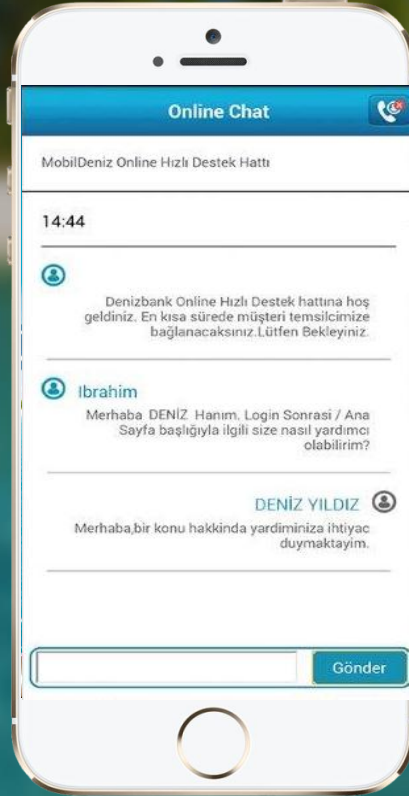 Online Chat
MobilDeniz Online Hızlı Destek Hattı
14:44
Denizbank Online Hızlı Destek hattına hoş
geldiniz. En kısa sürede müşteri temsilcimize
bağlanacaksınız.Lütfen Bekleyiniz.
Ibrahim
Merhaba DENİZ Hanım. Login Sonrasi / Ana
Sayfa başlığıyla ilgili size nasıl yardımcı
olabilirim?
DENİZ YILDIZ
Merhaba,bir konu hakkinda yardiminiza ihtiyac
duymaktayim.
Gönder